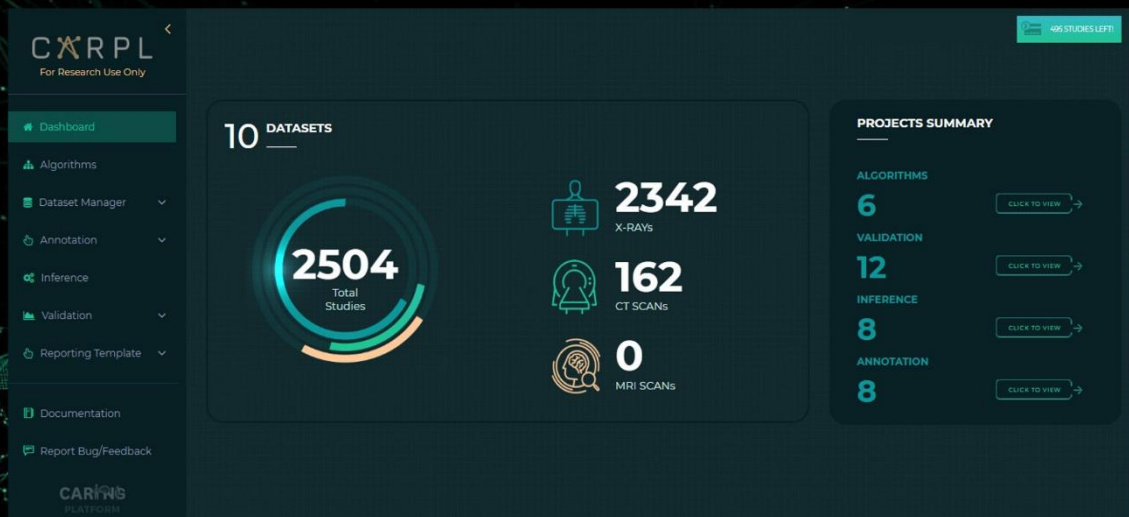 CARPL
For Research Use Only
Dashboard
Algorithms
Dataset Manager
Annotation
Inference
Validation
Reporting Template
Documentation
Report Bug/Feedback
CARING
PLATFORM
495 STUDIES LEFT!
10 DATASETS
2504
Total
Studies
2342
X-RAYs
162
CT SCANs
0
MRI SCANs
PROJECTS SUMMARY
ALGORITHMS
6
CLICK TO VIEW
VALIDATION
12
CLICK TO VIEW
INFERENCE
8
CLICK TO VIEW
ANNOTATION
8
CLICK TO VIEW